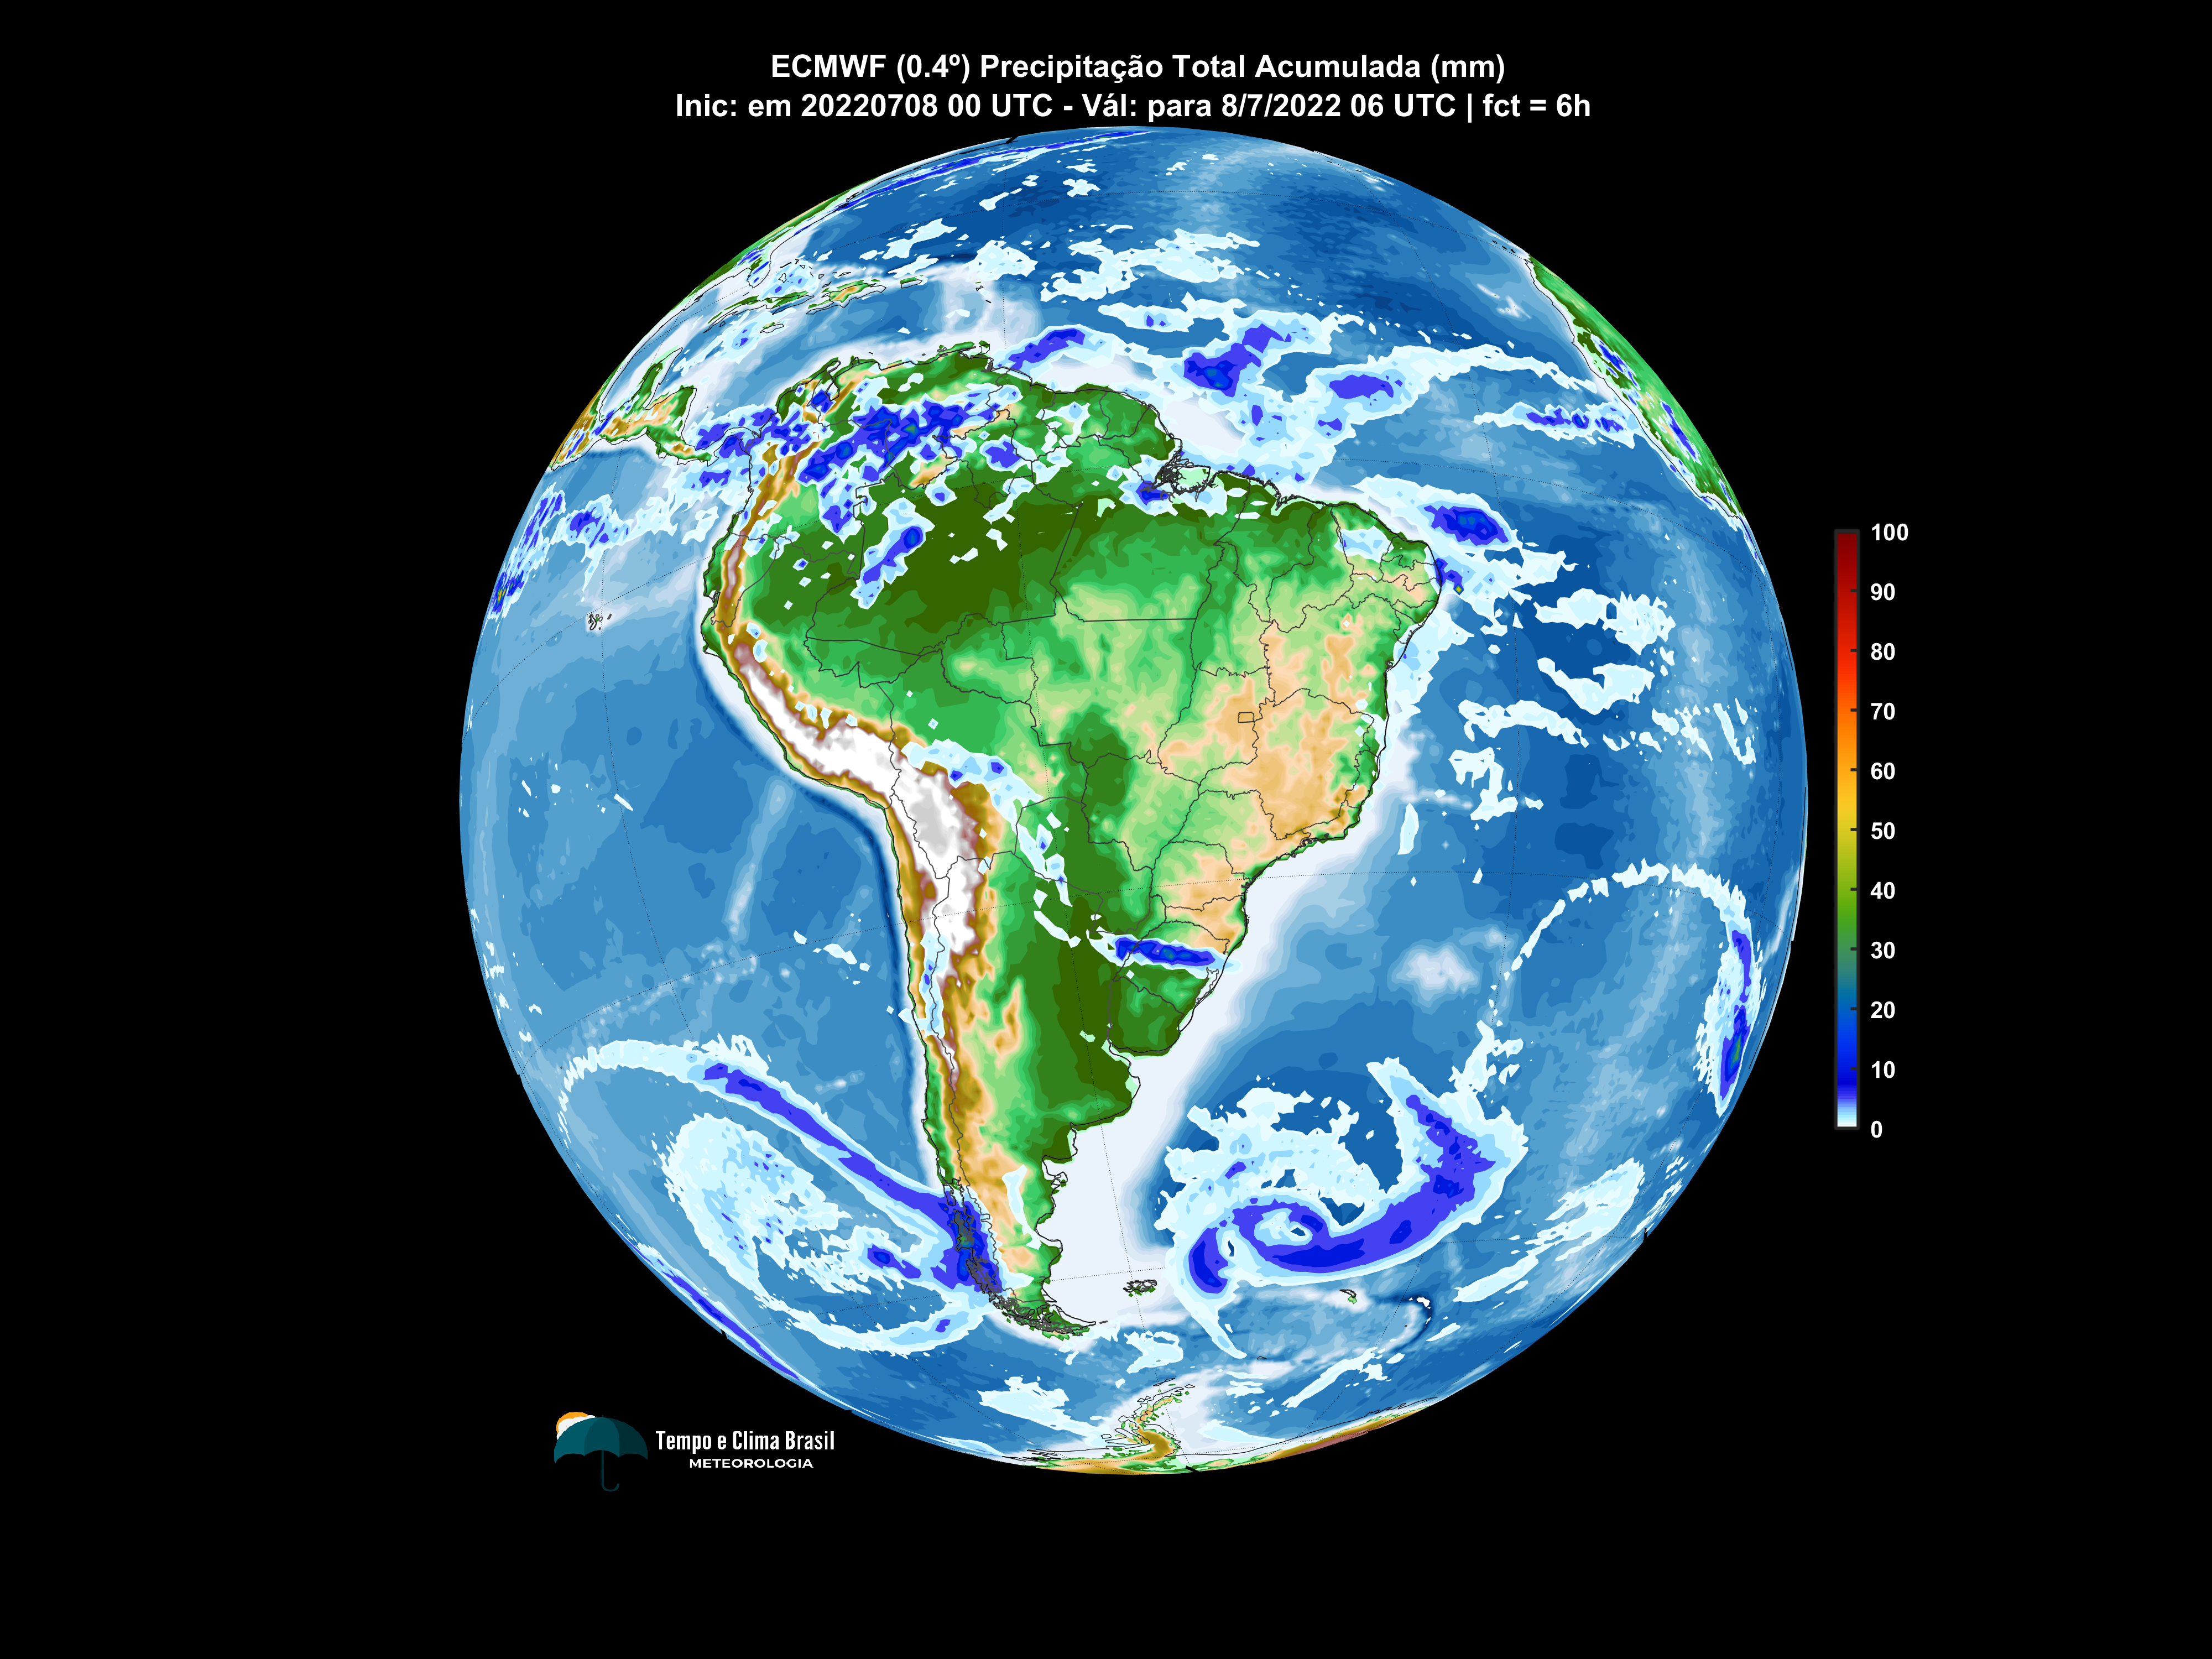 ECMWF (0.4º) Precipitação Total Acumulada (mm)
Inic: em 20220708 00 UTC - Vál: para 8/7/2022 06 UTC | fct = 6h
100
90
80
70
60
50
40
30
20
10
0
Tempo e Clima Brasil
METEOROLOGIA